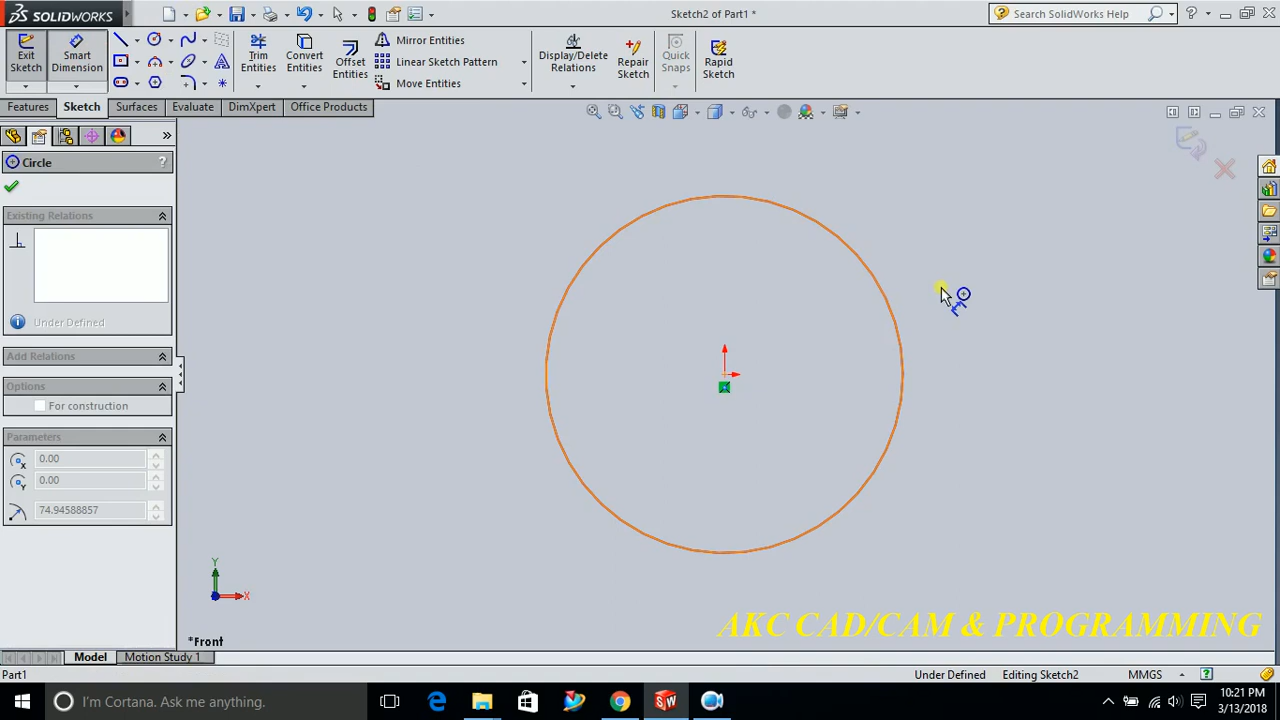 SOLIDWORKS
Sketch2 of Part1 *
Search SolidWorks Help
Exit Sketch
Smart Dimension
Trim Entities
Convert Entities
Offset Entities
Mirror Entities
Linear Sketch Pattern
Move Entities
Display/Delete Relations
Repair Sketch
Quick Snaps
Rapid Sketch
Features Sketch Surfaces Evaluate DimXpert Office Products
Circle ?
Existing Relations
Under Defined
Add Relations
Options
For construction
Parameters
0.00
0.00
74.94588857
Y
X
*Front
AKC CAD/CAM & PROGRAMMING
Model Motion Study 1
Part1 Under Defined Editing Sketch2 MMGS
I'm Cortana. Ask me anything.
10:21 PM
3/13/2018